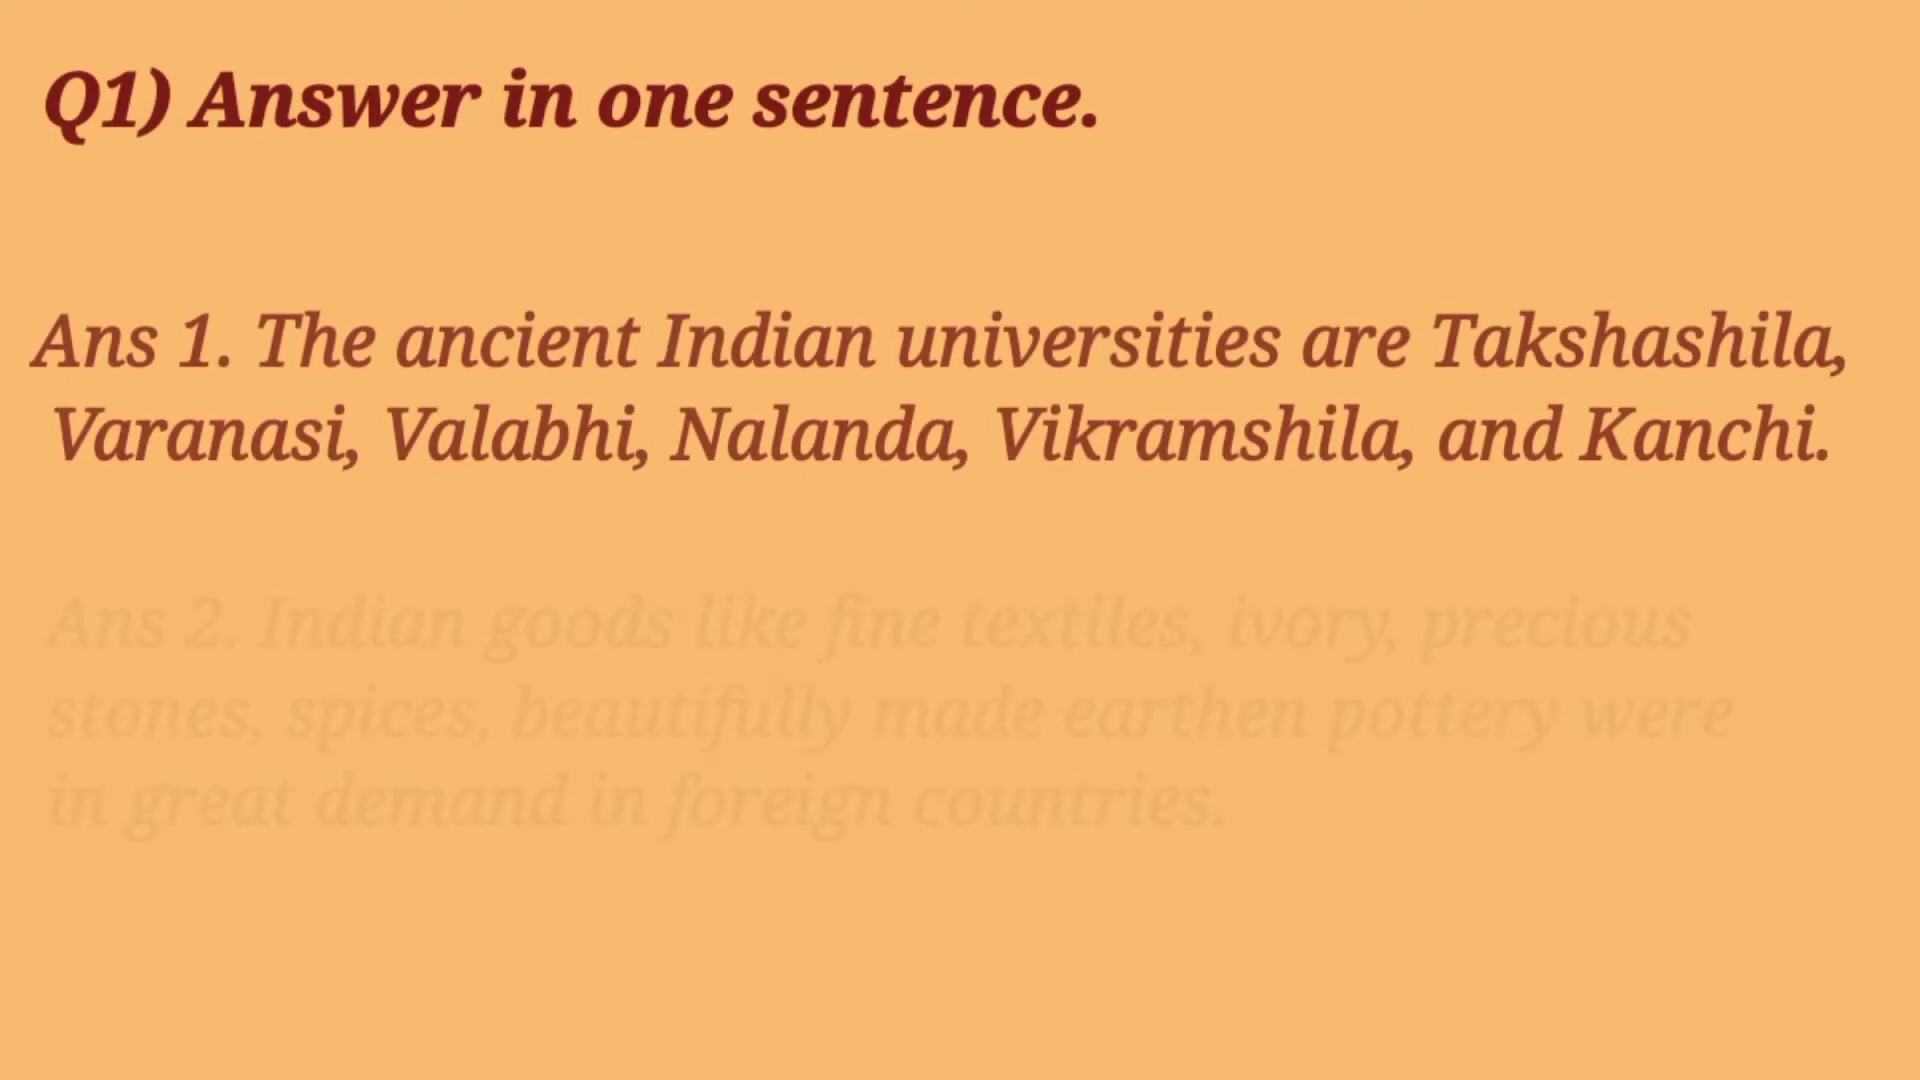 Q1) Answer in one sentence.
Ans 1. The ancient Indian universities are Takshashila,
Varanasi, Valabhi, Nalanda, Vikramshila, and Kanchi.
Ans 2. Indian goods like fine textiles, ivory, precious
stones, spices, beautifully made earthen pottery were
in great demand in foreign countries.